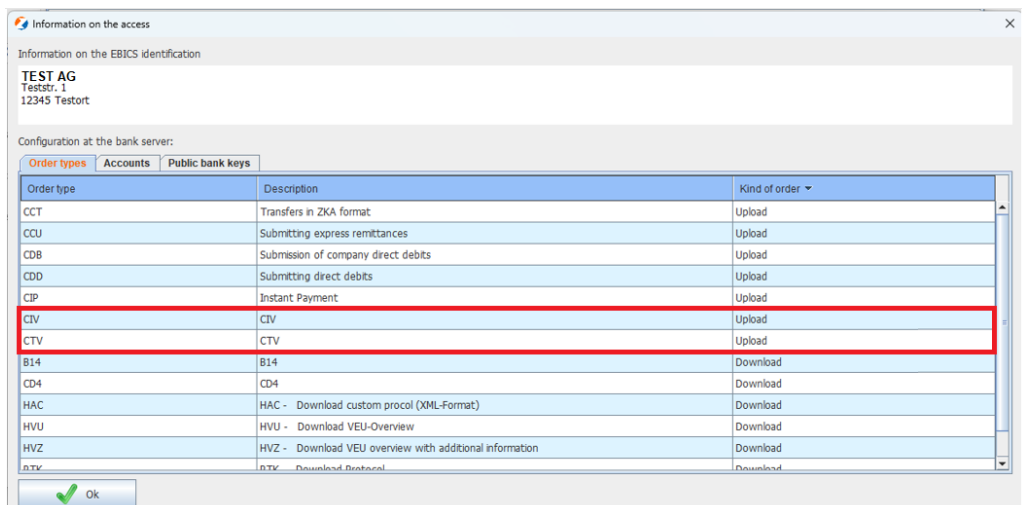 Information on the access
Information on the EBICS identification
TEST AG
Teststr. 1
12345 Testort
Configuration at the bank server:
Order types Accounts Public bank keys
Order type Description Kind of order
CCT Transfers in ZKA format Upload
CCU Submitting express remittances Upload
CDB Submission of company direct debits Upload
CDD Submitting direct debits Upload
CIP Instant Payment Upload
CIV CIV Upload
CTV CTV Upload
B14 B14 Download
CD4 CD4 Download
HAC HAC - Download custom procol (XML-Format) Download
HVU HVU - Download VEU-Overview Download
HVZ HVZ - Download VEU overview with additional information Download
PTK PTK - Download Protocol Download
Ok